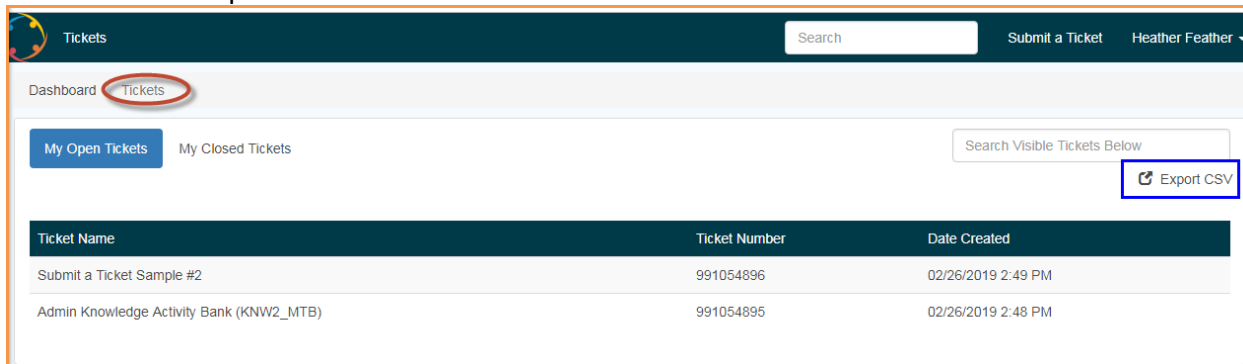 Tickets Search Submit a Ticket Heather Feather
Dashboard Tickets
My Open Tickets My Closed Tickets Search Visible Tickets Below
Export CSV
Ticket Name Ticket Number Date Created
Submit a Ticket Sample #2 991054896 02/26/2019 2:49 PM
Admin Knowledge Activity Bank (KNW2_MTB) 991054895 02/26/2019 2:48 PM